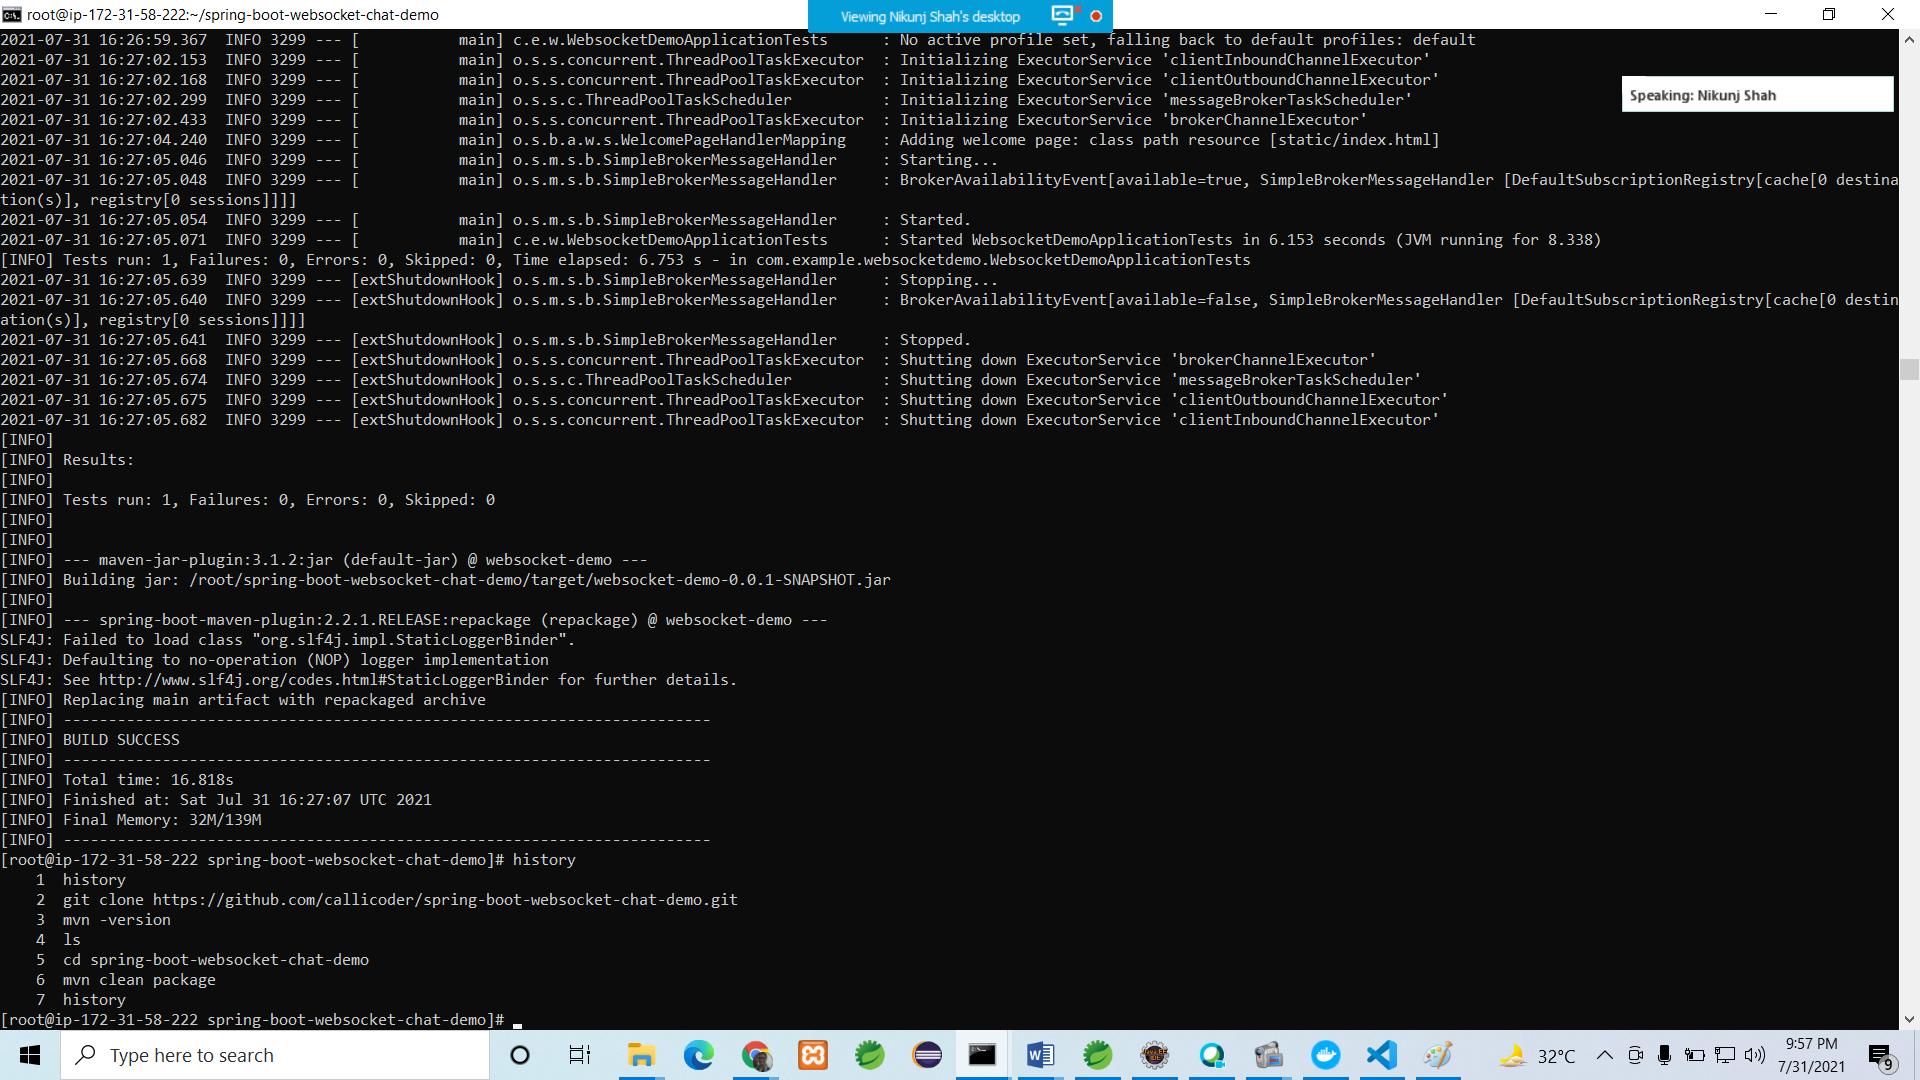 root@ip-172-31-58-222:~/spring-boot-websocket-chat-demo
Viewing Nikunj Shah's desktop
2021-07-31 16:26:59.367  INFO 3299 --- [           main] c.e.w.WebsocketDemoApplicationTests      : No active profile set, falling back to default profiles: default
2021-07-31 16:27:02.153  INFO 3299 --- [           main] o.s.s.concurrent.ThreadPoolTaskExecutor  : Initializing ExecutorService 'clientInboundChannelExecutor'
2021-07-31 16:27:02.168  INFO 3299 --- [           main] o.s.s.concurrent.ThreadPoolTaskExecutor  : Initializing ExecutorService 'clientOutboundChannelExecutor'
Speaking: Nikunj Shah
2021-07-31 16:27:02.299  INFO 3299 --- [           main] o.s.s.c.ThreadPoolTaskScheduler          : Initializing ExecutorService 'messageBrokerTaskScheduler'
2021-07-31 16:27:02.433  INFO 3299 --- [           main] o.s.s.concurrent.ThreadPoolTaskExecutor  : Initializing ExecutorService 'brokerChannelExecutor'
2021-07-31 16:27:04.240  INFO 3299 --- [           main] o.s.b.a.w.s.WelcomePageHandlerMapping    : Adding welcome page: class path resource [static/index.html]
2021-07-31 16:27:05.046  INFO 3299 --- [           main] o.s.m.s.b.SimpleBrokerMessageHandler     : Starting...
2021-07-31 16:27:05.048  INFO 3299 --- [           main] o.s.m.s.b.SimpleBrokerMessageHandler     : BrokerAvailabilityEvent[available=true, SimpleBrokerMessageHandler [DefaultSubscriptionRegistry[cache[0 destina
tion(s)], registry[0 sessions]]]]
2021-07-31 16:27:05.054  INFO 3299 --- [           main] o.s.m.s.b.SimpleBrokerMessageHandler     : Started.
2021-07-31 16:27:05.071  INFO 3299 --- [           main] c.e.w.WebsocketDemoApplicationTests      : Started WebsocketDemoApplicationTests in 6.153 seconds (JVM running for 8.338)
[INFO] Tests run: 1, Failures: 0, Errors: 0, Skipped: 0, Time elapsed: 6.753 s - in com.example.websocketdemo.WebsocketDemoApplicationTests
2021-07-31 16:27:05.639  INFO 3299 --- [extShutdownHook] o.s.m.s.b.SimpleBrokerMessageHandler     : Stopping...
2021-07-31 16:27:05.640  INFO 3299 --- [extShutdownHook] o.s.m.s.b.SimpleBrokerMessageHandler     : BrokerAvailabilityEvent[available=false, SimpleBrokerMessageHandler [DefaultSubscriptionRegistry[cache[0 destin
ation(s)], registry[0 sessions]]]]
2021-07-31 16:27:05.641  INFO 3299 --- [extShutdownHook] o.s.m.s.b.SimpleBrokerMessageHandler     : Stopped.
2021-07-31 16:27:05.668  INFO 3299 --- [extShutdownHook] o.s.s.concurrent.ThreadPoolTaskExecutor  : Shutting down ExecutorService 'brokerChannelExecutor'
2021-07-31 16:27:05.674  INFO 3299 --- [extShutdownHook] o.s.s.c.ThreadPoolTaskScheduler          : Shutting down ExecutorService 'messageBrokerTaskScheduler'
2021-07-31 16:27:05.675  INFO 3299 --- [extShutdownHook] o.s.s.concurrent.ThreadPoolTaskExecutor  : Shutting down ExecutorService 'clientOutboundChannelExecutor'
2021-07-31 16:27:05.682  INFO 3299 --- [extShutdownHook] o.s.s.concurrent.ThreadPoolTaskExecutor  : Shutting down ExecutorService 'clientInboundChannelExecutor'
[INFO]
[INFO] Results:
[INFO]
[INFO] Tests run: 1, Failures: 0, Errors: 0, Skipped: 0
[INFO]
[INFO]
[INFO] --- maven-jar-plugin:3.1.2:jar (default-jar) @ websocket-demo ---
[INFO] Building jar: /root/spring-boot-websocket-chat-demo/target/websocket-demo-0.0.1-SNAPSHOT.jar
[INFO]
[INFO] --- spring-boot-maven-plugin:2.2.1.RELEASE:repackage (repackage) @ websocket-demo ---
SLF4J: Failed to load class "org.slf4j.impl.StaticLoggerBinder".
SLF4J: Defaulting to no-operation (NOP) logger implementation
SLF4J: See http://www.slf4j.org/codes.html#StaticLoggerBinder for further details.
[INFO] Replacing main artifact with repackaged archive
[INFO] ------------------------------------------------------------------------
[INFO] BUILD SUCCESS
[INFO] ------------------------------------------------------------------------
[INFO] Total time: 16.818s
[INFO] Finished at: Sat Jul 31 16:27:07 UTC 2021
[INFO] Final Memory: 32M/139M
[INFO] ------------------------------------------------------------------------
[root@ip-172-31-58-222 spring-boot-websocket-chat-demo]# history
    1  history
    2  git clone https://github.com/callicoder/spring-boot-websocket-chat-demo.git
    3  mvn -version
    4  ls
    5  cd spring-boot-websocket-chat-demo
    6  mvn clean package
    7  history
[root@ip-172-31-58-222 spring-boot-websocket-chat-demo]#
Type here to search
32°C
9:57 PM
7/31/2021
9